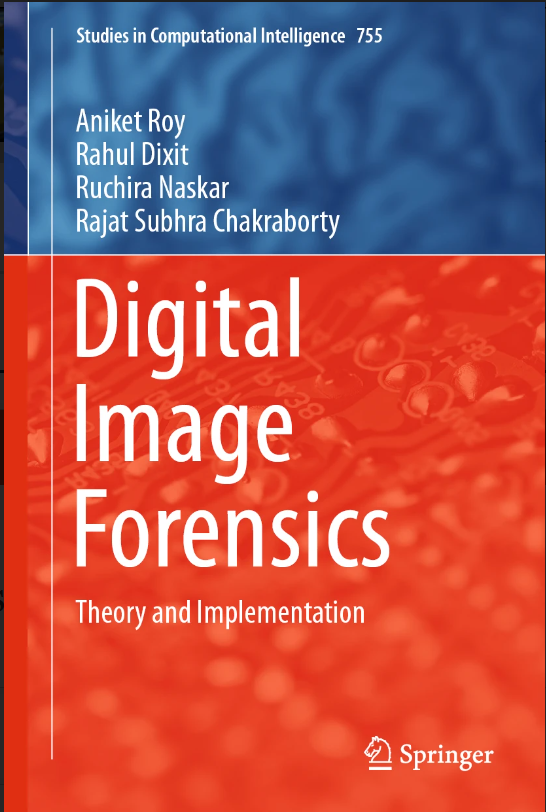 Studies in Computational Intelligence 755
Aniket Roy
Rahul Dixit
Ruchira Naskar
Rajat Subhra Chakraborty
Digital
Image
Forensics
Theory and Implementation
Springer